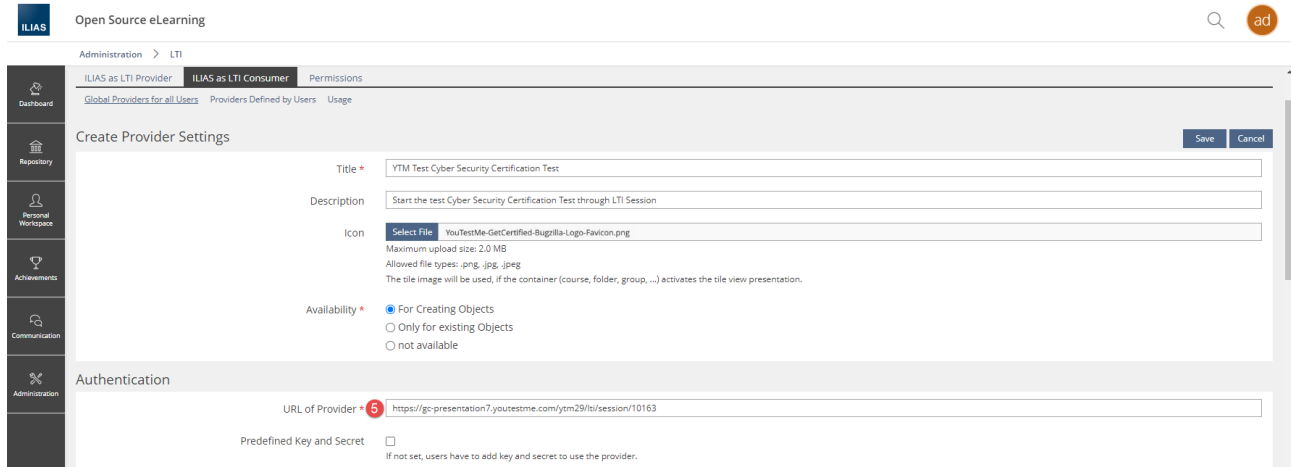 ILIAS
Open Source eLearning
ad
Administration > LTI
ILIAS as LTI Provider ILIAS as LTI Consumer Permissions
Global Providers for all Users Providers Defined by Users Usage
Dashboard
Repository
Personal
Workspace
Achievements
Communication
Administration
Create Provider Settings
Save Cancel
Title * YTM Test Cyber Security Certification Test
Description Start the test Cyber Security Certification Test through LTI Session
Icon Select File YouTestMe-GetCertified-Bugzilla-Logo-Favicon.png
Maximum upload size: 2.0 MB
Allowed file types: .png, .jpg, .jpeg
The tile image will be used, if the container (course, folder, group, ...) activates the tile view presentation.
Availability * For Creating Objects
Only for existing Objects
not available
Authentication
URL of Provider * 5 https://gc-presentation7.youtestme.com/ytm29/lti/session/10163
Predefined Key and Secret
If not set, users have to add key and secret to use the provider.